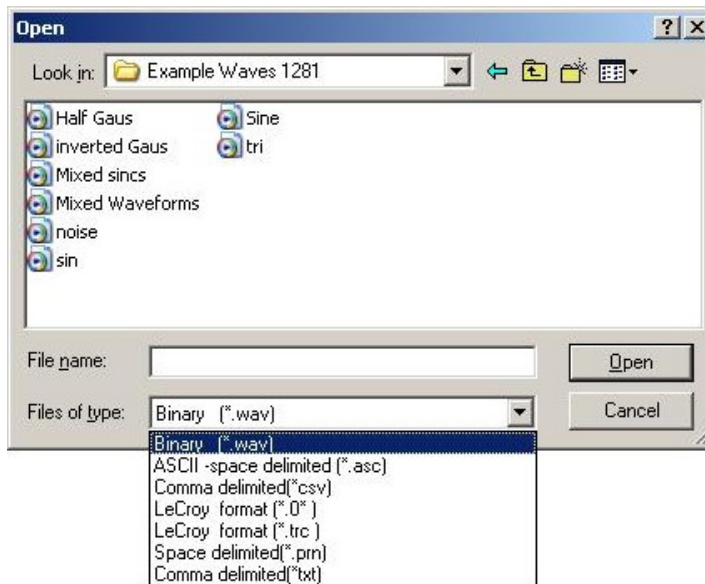 Open
Look in: Example Waves 1281
Half Gaus
inverted Gaus
Mixed sincs
Mixed Waveforms
noise
sin
Sine
tri
File name:
Open
Files of type: Binary (*.wav)
Cancel
Binary (*.wav)
ASCII -space delimited (*.asc)
Comma delimited(*csv)
LeCroy format (*.0* )
LeCroy format (*.trc )
Space delimited(*.prn)
Comma delimited(*txt)